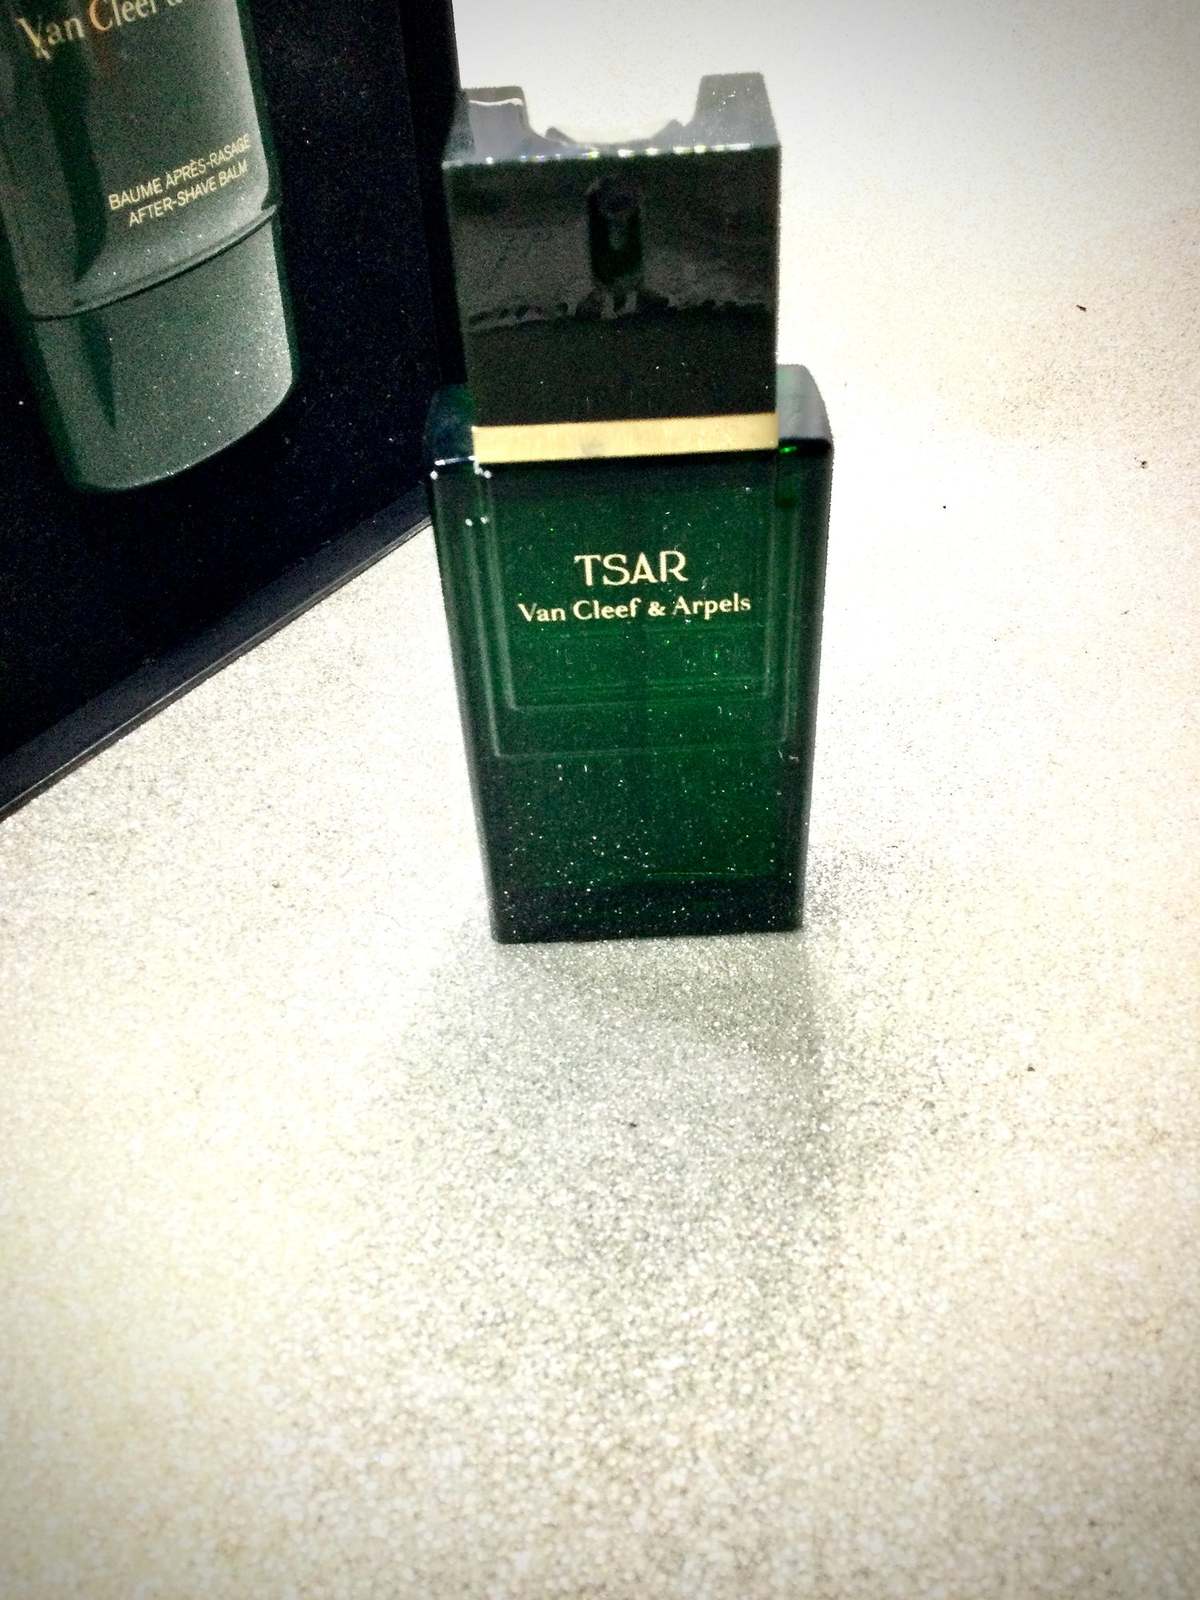 Van Cleef &
BAUME APRÈS-RASAGE
AFTER-SHAVE BALM
TSAR
Van Cleef & Arpels